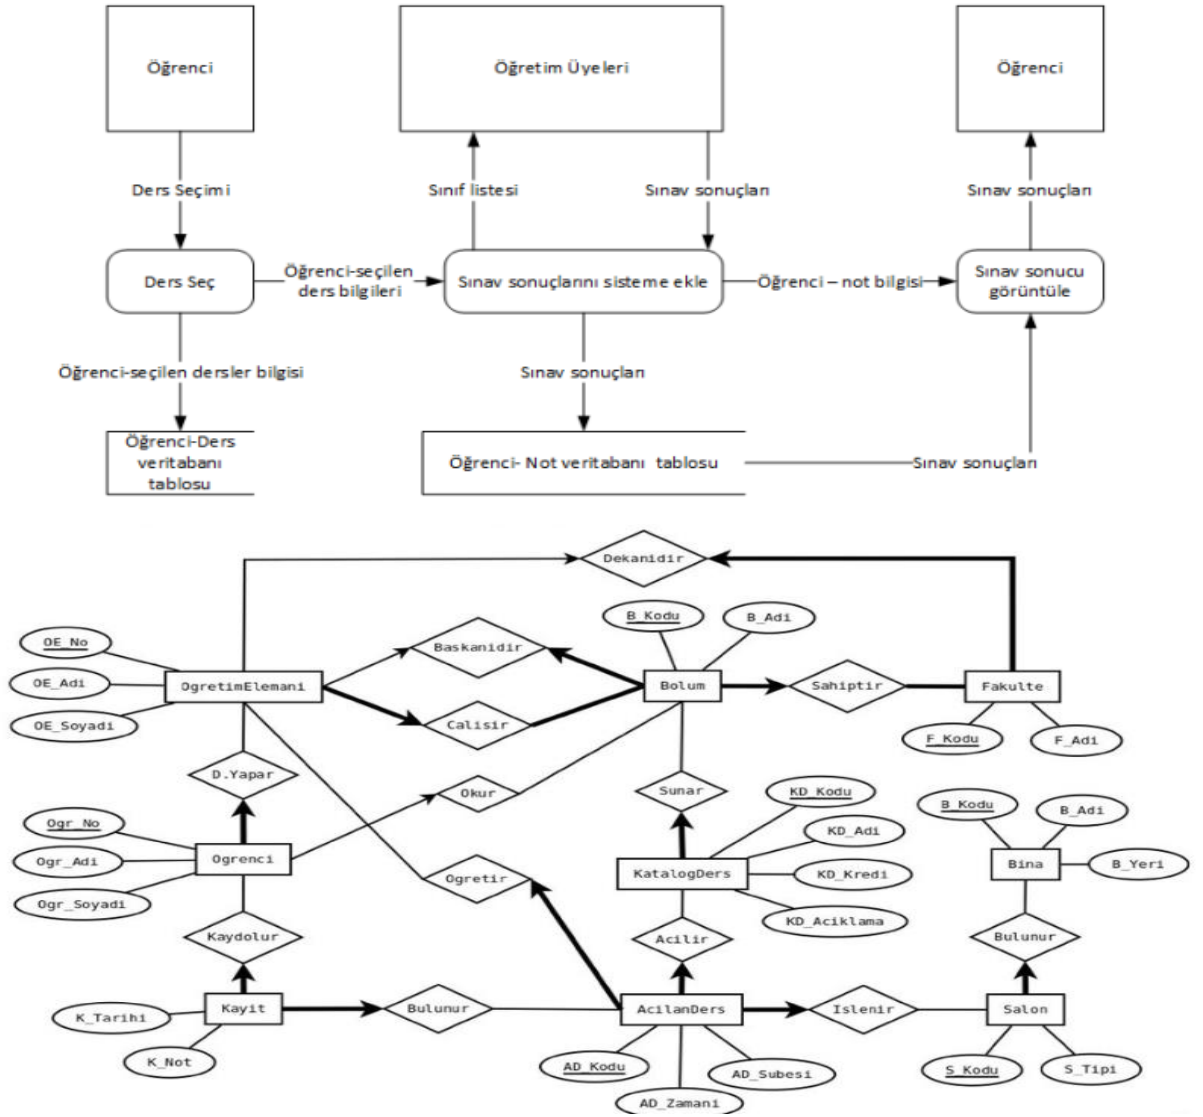 Öğrenci
Öğretim Üyeleri
Öğrenci
Ders Seçimi
Sınıf listesi
Sınav sonuçları
Sınav sonuçları
Ders Seç
Öğrenci-seçilen
ders bilgileri
Sınav sonuçlarını sisteme ekle
Öğrenci – not bilgisi
Sınav sonucu
görüntüle
Öğrenci-seçilen dersler bilgisi
Sınav sonuçları
Öğrenci-Ders
veritabanı
tablosu
Öğrenci- Not veritabanı tablosu
Sınav sonuçları
Dekanidir
OE_No
OE_Adi
OE_Soyadi
OgretimElemani
Baskanidir
Calisir
B_Kodu
B_Adi
Bolum
Sahiptir
Fakulte
F_Kodu
F_Adi
D.Yapar
Okur
Sunar
Ogr_No
Ogr_Adi
Ogr_Soyadi
Ogrenci
Ogretir
KD_Kodu
KD_Adi
KD_Kredi
KD_Aciklama
KatalogDers
B_Kodu
B_Adi
B_Yeri
Bina
Kaydolur
Acilir
Bulunur
K_Tarihi
K_Not
Kayit
Bulunur
AcilanDers
Islenir
Salon
AD_Kodu
AD_Zamani
AD_Subesi
S_Kodu
S_Tipi